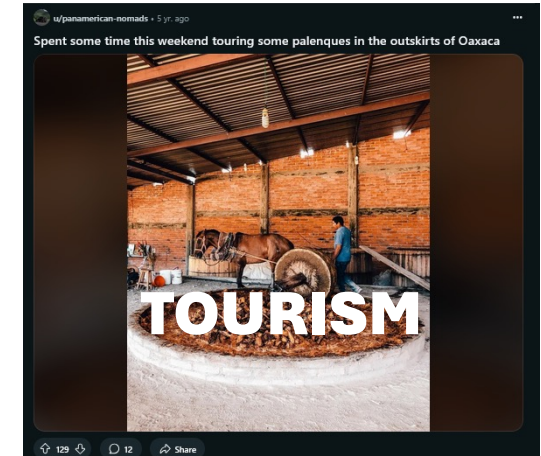 u/panamerican-nomads • 5 yr. ago
Spent some time this weekend touring some palenques in the outskirts of Oaxaca
TOURISM
129 12 Share